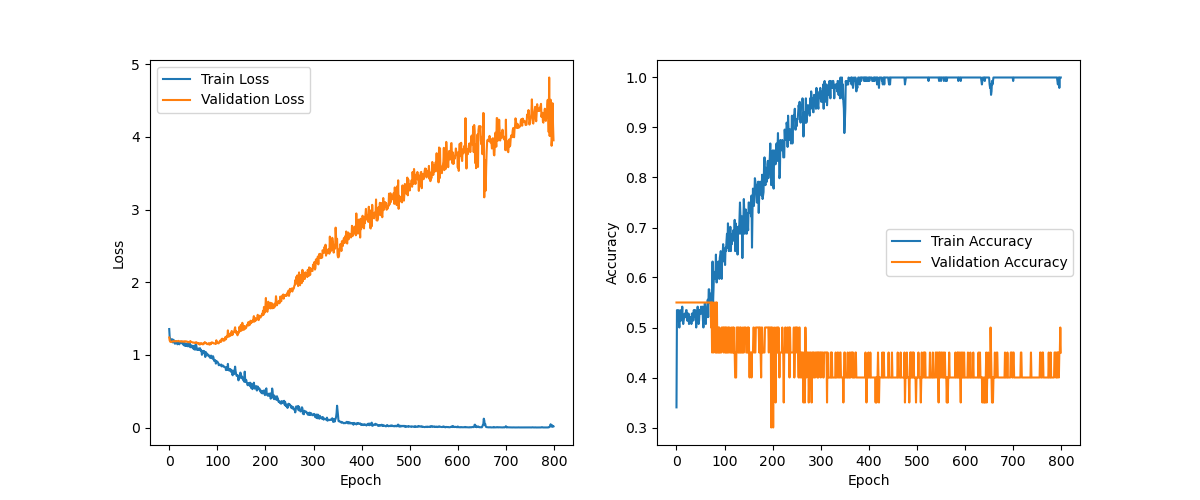 Train Loss
Validation Loss
5
4
3
2
1
0
Loss
0 100 200 300 400 500 600 700 800
Epoch
Train Accuracy
Validation Accuracy
1.0
0.9
0.8
0.7
0.6
0.5
0.4
0.3
Accuracy
0 100 200 300 400 500 600 700 800
Epoch